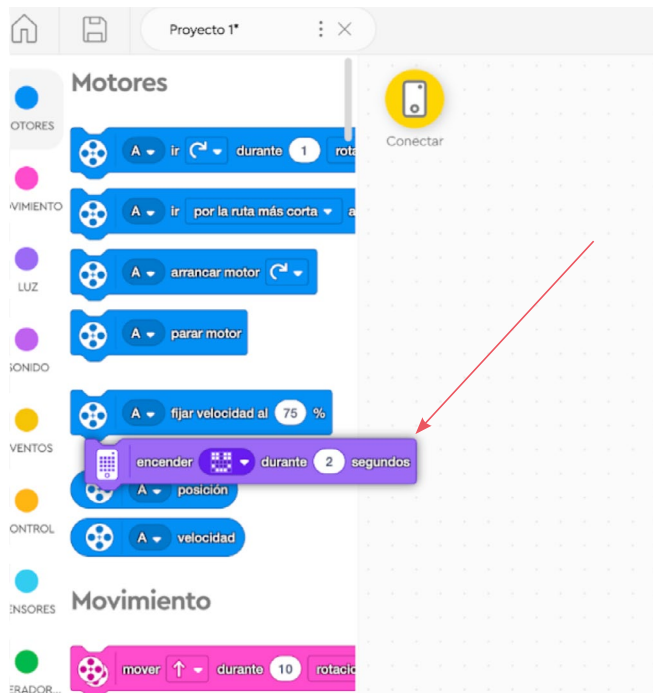 Proyecto 1*
Motores
OTORES
A ir durante 1 rota
Conectar
VIMIENTO
A ir por la ruta más corta a
LUZ
A arrancar motor
A parar motor
SONIDO
A fijar velocidad al 75 %
VENTOS
encender durante 2 segundos
A posición
ONTROL
A velocidad
ENSORES
Movimiento
mover durante 10 rotacio
ERADOR...